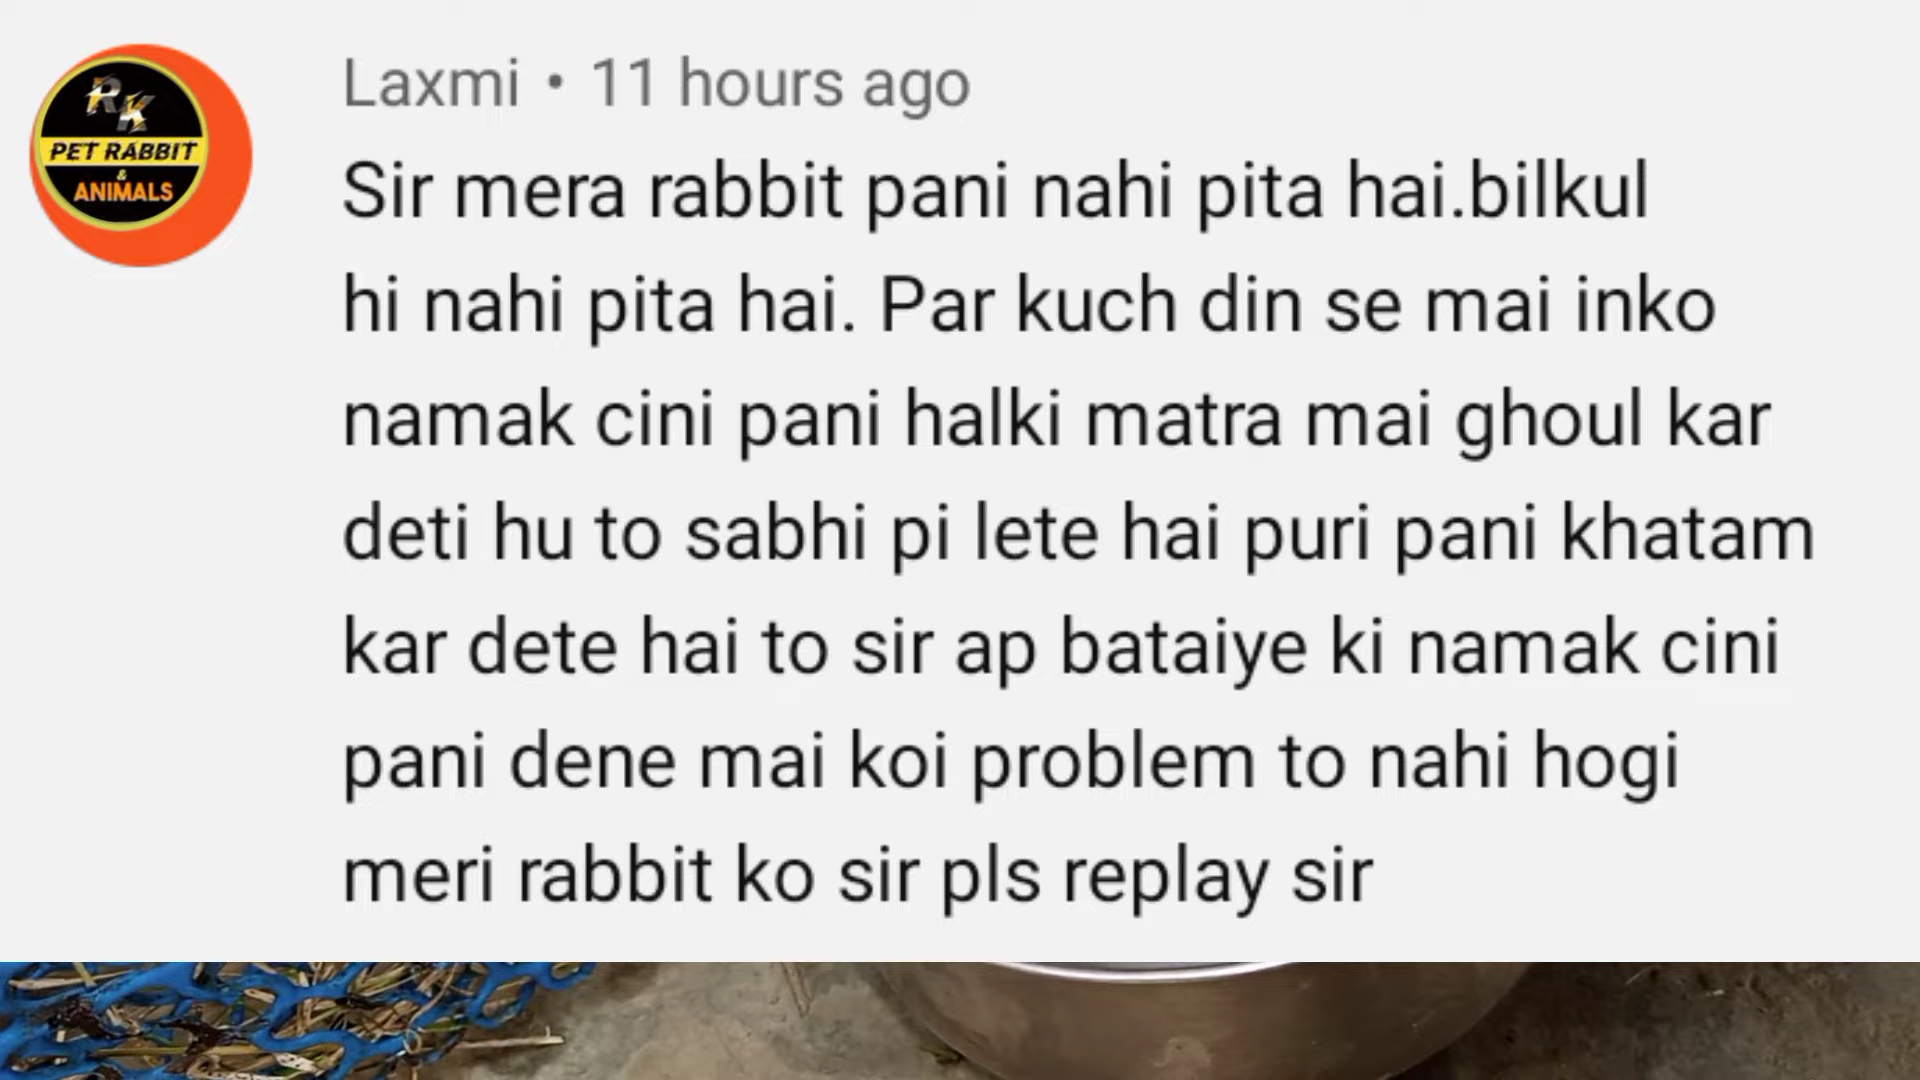 RK
PET RABBIT
&
ANIMALS
Laxmi • 11 hours ago
Sir mera rabbit pani nahi pita hai.bilkul
hi nahi pita hai. Par kuch din se mai inko
namak cini pani halki matra mai ghoul kar
deti hu to sabhi pi lete hai puri pani khatam
kar dete hai to sir ap bataiye ki namak cini
pani dene mai koi problem to nahi hogi
meri rabbit ko sir pls replay sir